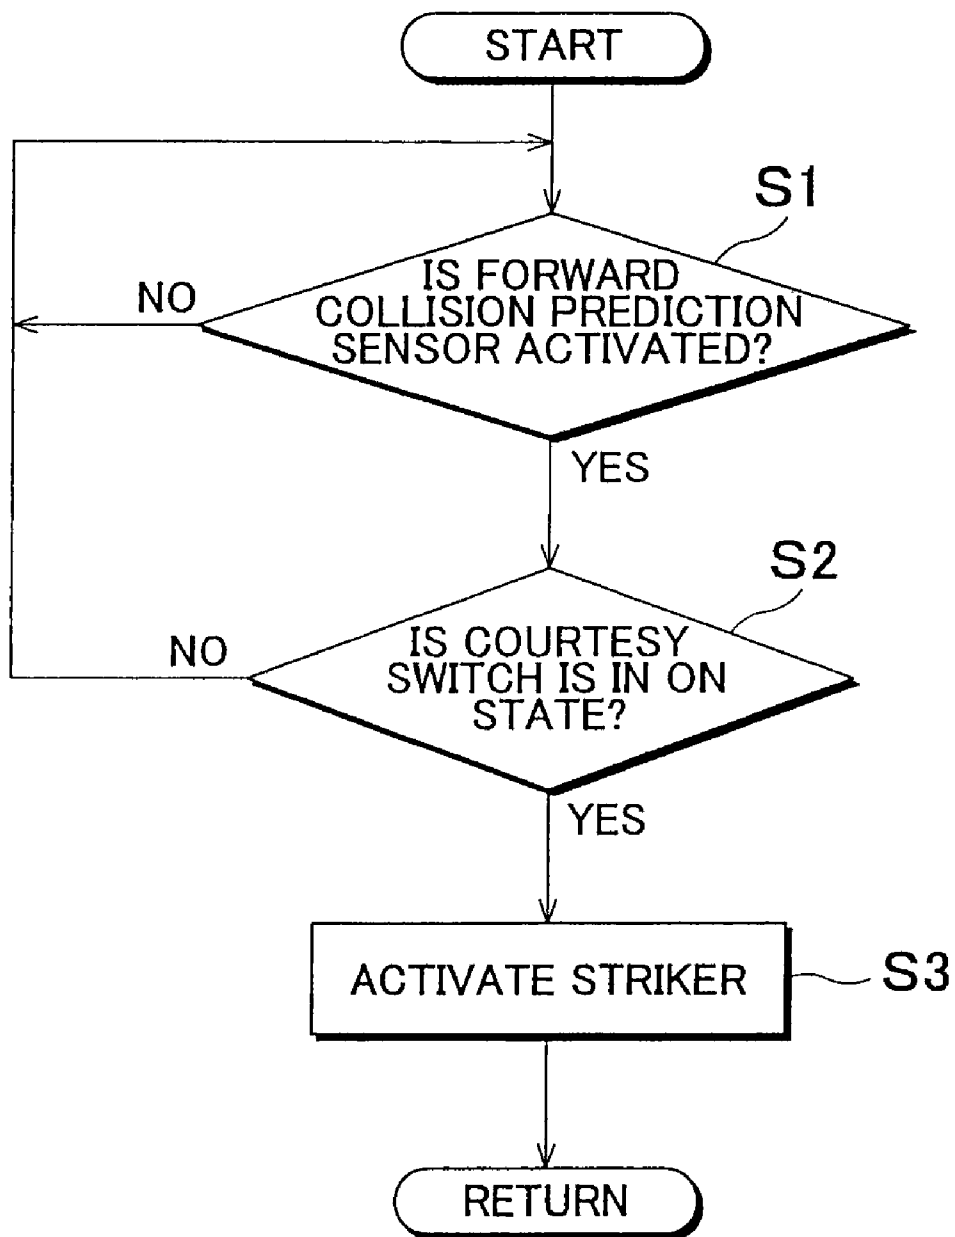 START
S1
IS FORWARD
COLLISION PREDICTION
SENSOR ACTIVATED?
NO
YES
S2
IS COURTESY
SWITCH IS IN ON
STATE?
NO
YES
ACTIVATE STRIKER
S3
RETURN